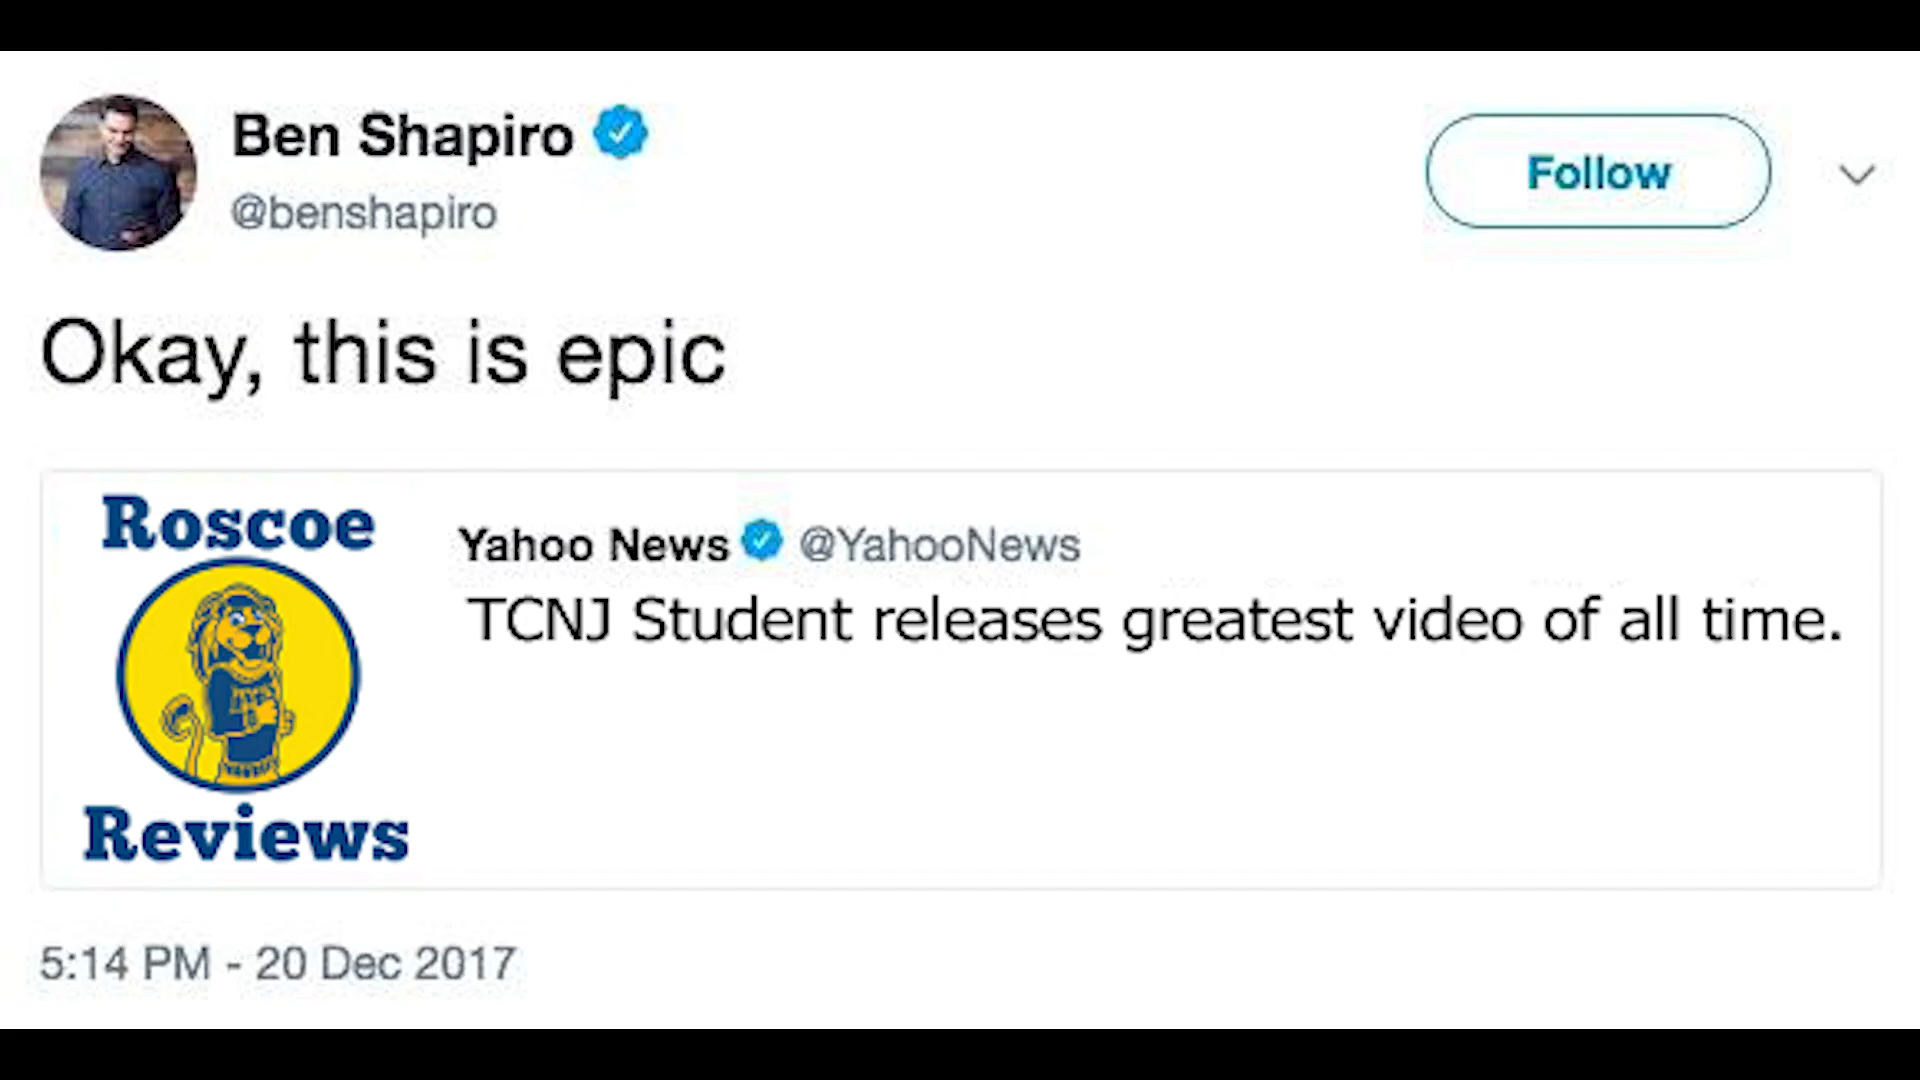 Ben Shapiro
@benshapiro
Follow
Okay, this is epic
Roscoe
Reviews
Yahoo News @YahooNews
TCNJ Student releases greatest video of all time.
5:14 PM - 20 Dec 2017